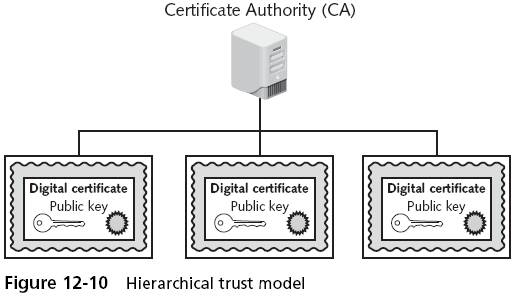 Certificate Authority (CA)
Digital certificate
Public key
Digital certificate
Public key
Digital certificate
Public key
Figure 12-10 Hierarchical trust model